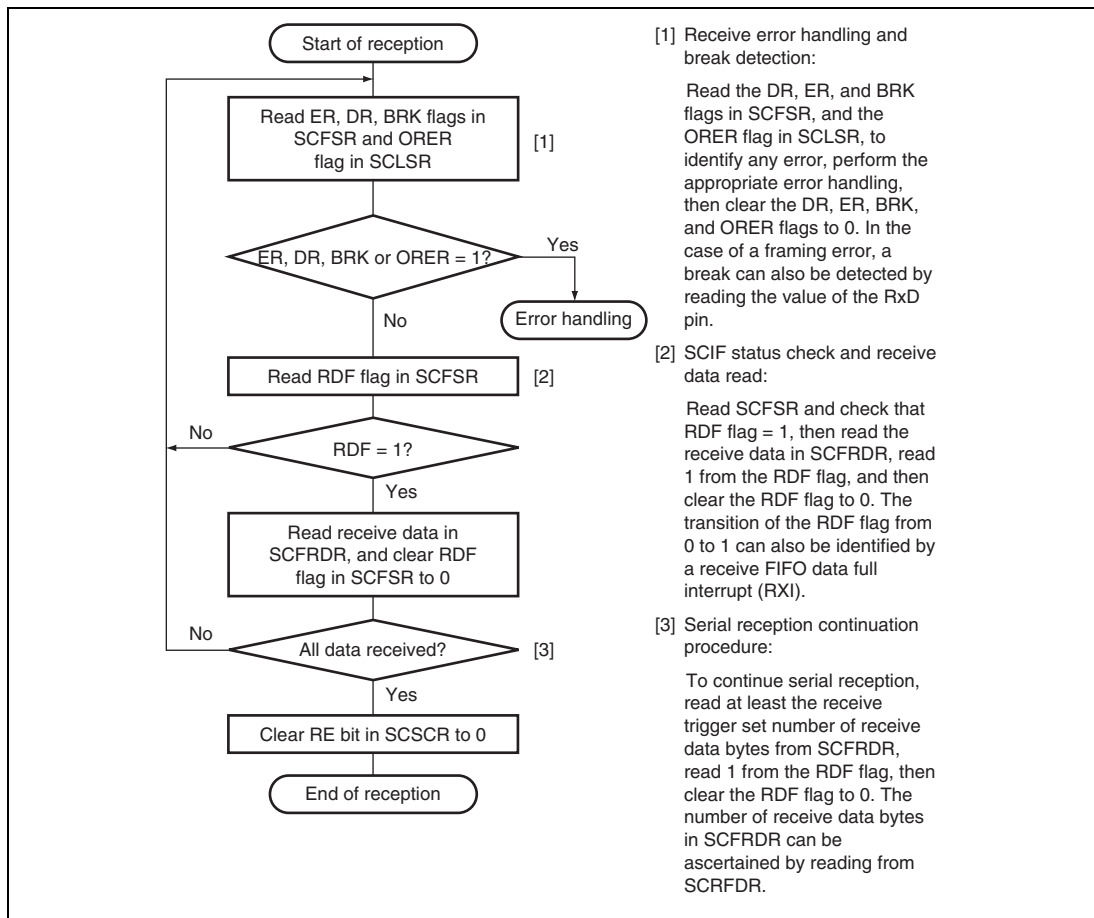 Start of reception
Read ER, DR, BRK flags in
SCFSR and ORER
flag in SCLSR
[1]
ER, DR, BRK or ORER = 1?
Yes
Error handling
No
Read RDF flag in SCFSR
[2]
No
RDF = 1?
Yes
Read receive data in
SCFRDR, and clear RDF
flag in SCFSR to 0
No
All data received?
[3]
Yes
Clear RE bit in SCSCR to 0
End of reception
[1] Receive error handling and
break detection:
Read the DR, ER, and BRK
flags in SCFSR, and the
ORER flag in SCLSR, to
identify any error, perform the
appropriate error handling,
then clear the DR, ER, BRK,
and ORER flags to 0. In the
case of a framing error, a
break can also be detected by
reading the value of the RxD
pin.
[2] SCIF status check and receive
data read:
Read SCFSR and check that
RDF flag = 1, then read the
receive data in SCFRDR, read
1 from the RDF flag, and then
clear the RDF flag to 0. The
transition of the RDF flag from
0 to 1 can also be identified by
a receive FIFO data full
interrupt (RXI).
[3] Serial reception continuation
procedure:
To continue serial reception,
read at least the receive
trigger set number of receive
data bytes from SCFRDR,
read 1 from the RDF flag, then
clear the RDF flag to 0. The
number of receive data bytes
in SCFRDR can be
ascertained by reading from
SCRFDR.